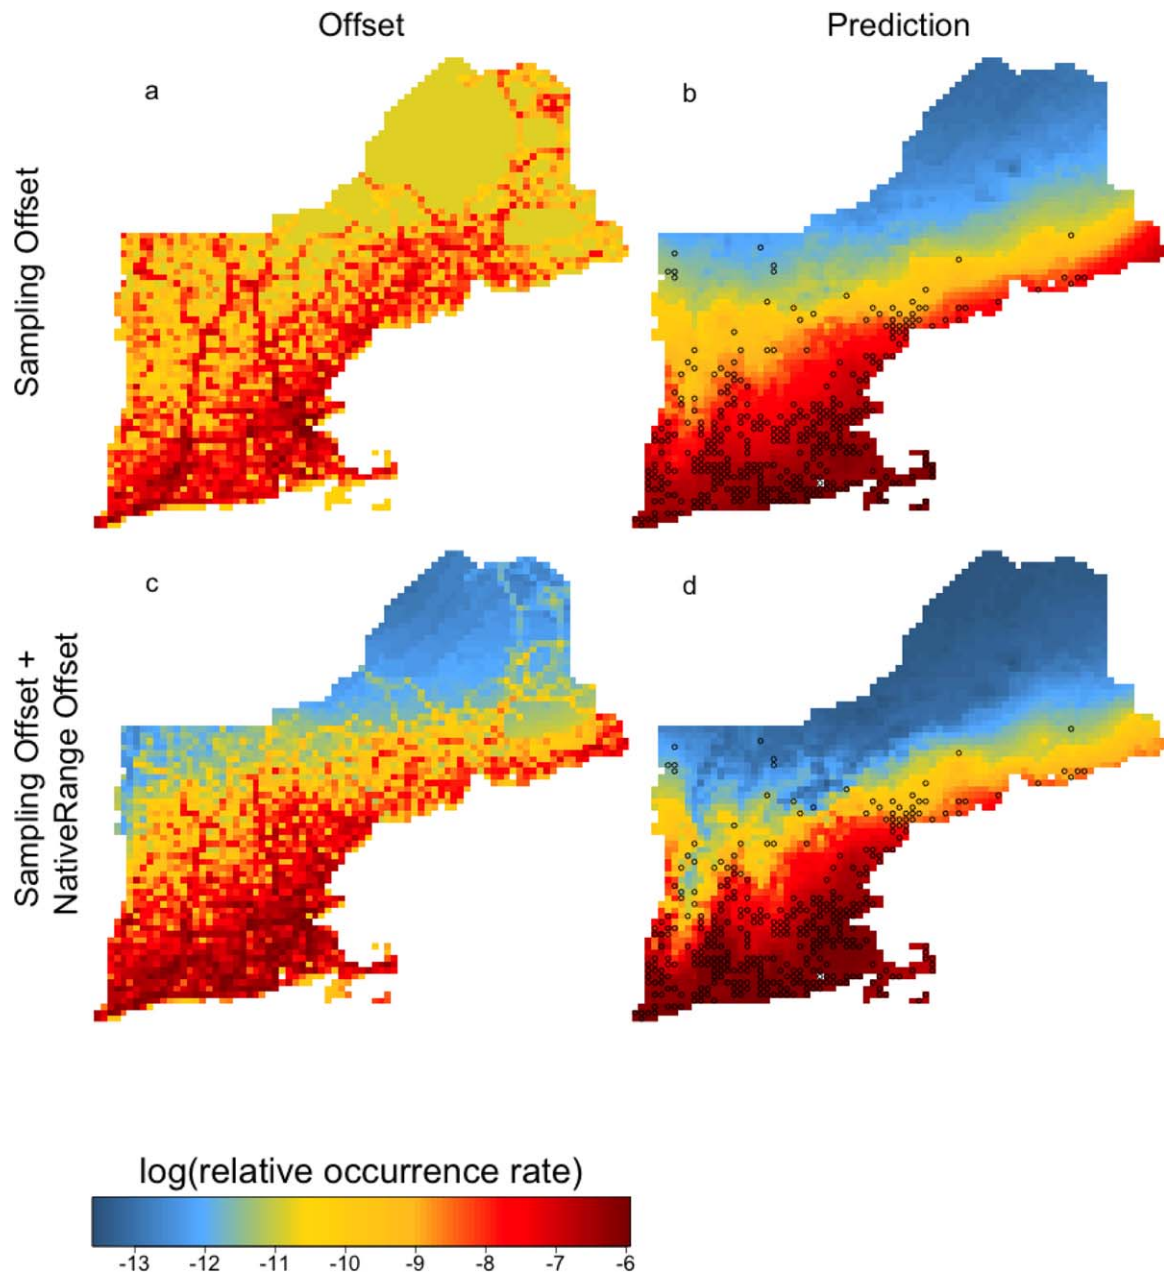 Offset
Prediction
a
b
Sampling Offset
c
d
Sampling Offset +
NativeRange Offset
log(relative occurrence rate)
-13 -12 -11 -10 -9 -8 -7 -6